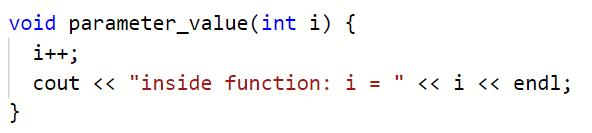 void parameter_value(int i) {
  i++;
  cout << "inside function: i = " << i << endl;
}